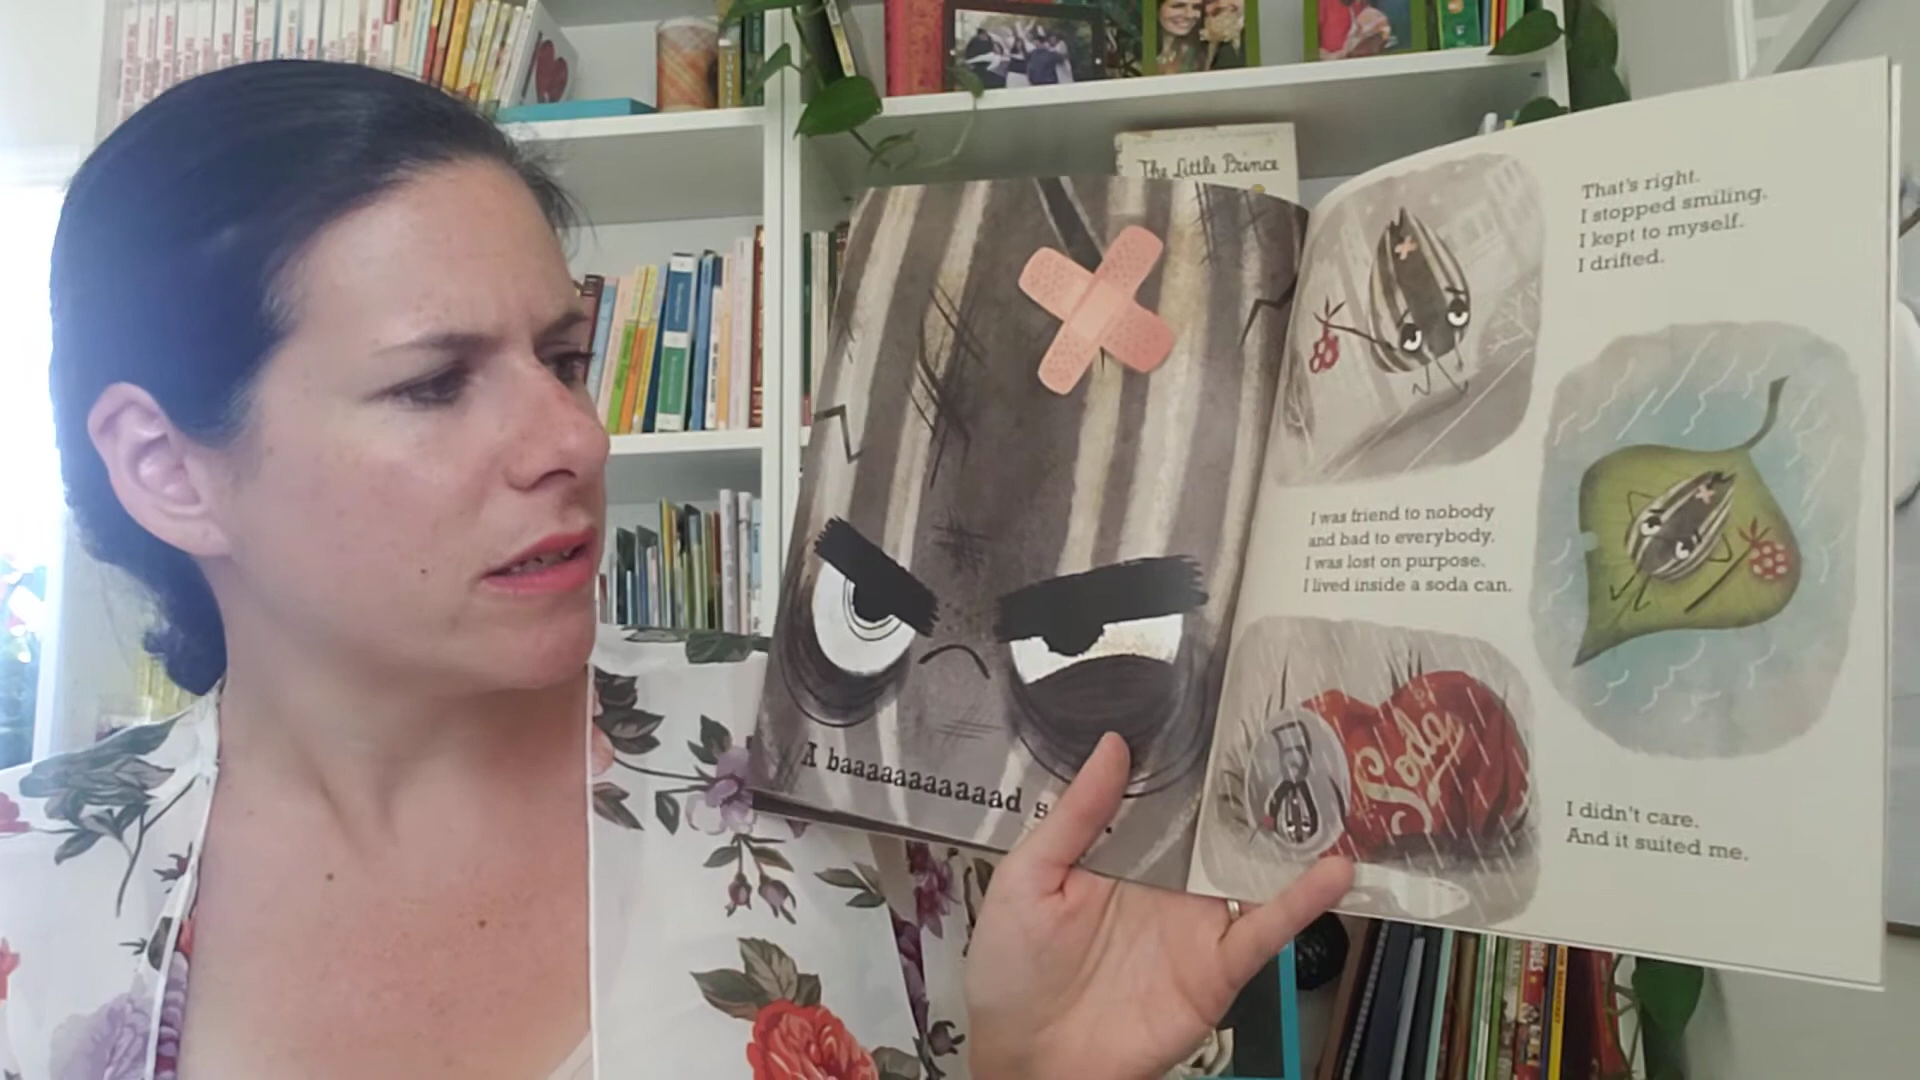 The Little Prince
A baaaaaaaaaaad s
That's right.
I stopped smiling.
I kept to myself.
I drifted.
I was friend to nobody
and bad to everybody.
I was lost on purpose.
I lived inside a soda can.
Soda
I didn't care.
And it suited me.